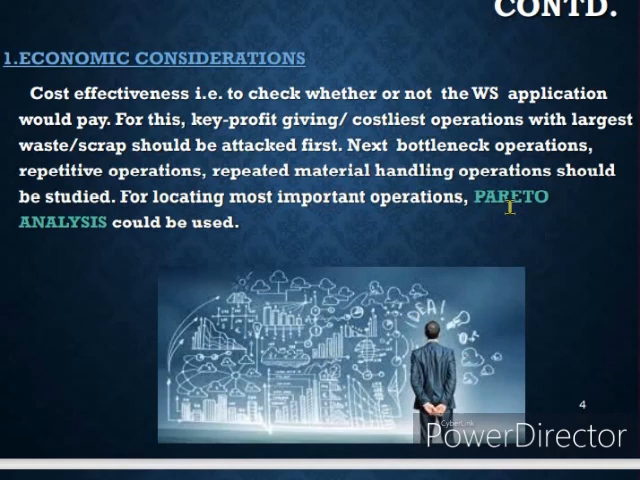 CONTD.
1.ECONOMIC CONSIDERATIONS
Cost effectiveness i.e. to check whether or not the WS application
would pay. For this, key-profit giving/ costliest operations with largest
waste/scrap should be attacked first. Next bottleneck operations,
repetitive operations, repeated material handling operations should
be studied. For locating most important operations, PARETO
ANALYSIS could be used.
IDEA!
4
CyberLink
PowerDirector